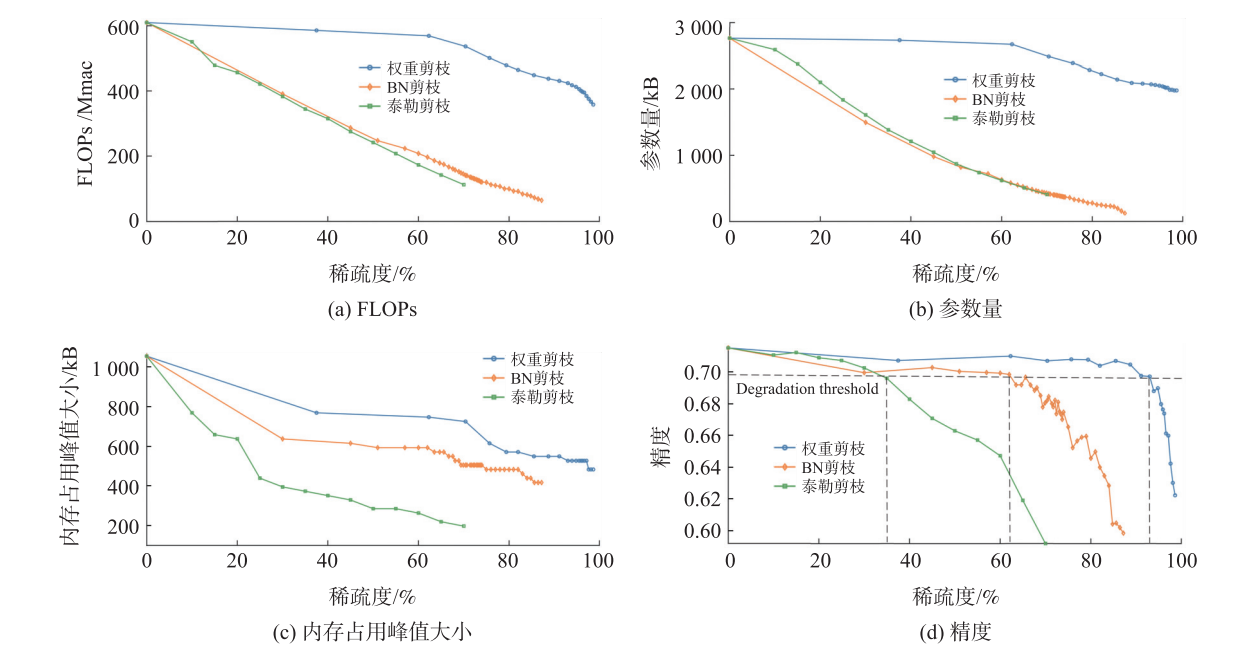 600
400
200
0
FLOPs /Mmac
权重剪枝
BN剪枝
泰勒剪枝
0 20 40 60 80 100
稀疏度/%
(a) FLOPs
3 000
2 000
1 000
0
参数量/kB
权重剪枝
BN剪枝
泰勒剪枝
0 20 40 60 80 100
稀疏度/%
(b) 参数量
1 000
800
600
400
200
内存占用峰值大小/kB
权重剪枝
BN剪枝
泰勒剪枝
0 20 40 60 80 100
稀疏度/%
(c) 内存占用峰值大小
0.70
0.68
0.66
0.64
0.62
0.60
精度
Degradation threshold
权重剪枝
BN剪枝
泰勒剪枝
0 20 40 60 80 100
稀疏度/%
(d) 精度